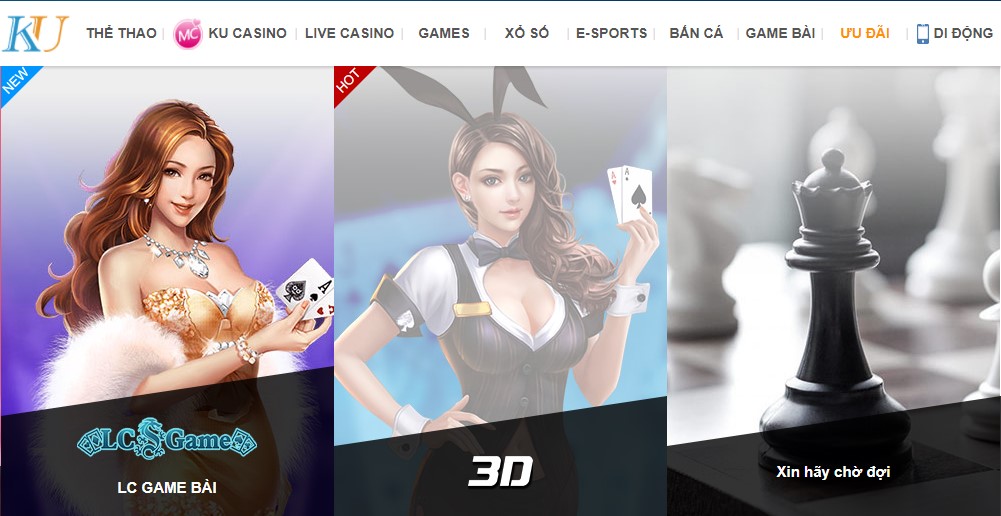 KU
THỂ THAO
MC
KU CASINO
LIVE CASINO
GAMES
XỔ SỐ
E-SPORTS
BẮN CÁ
GAME BÀI
ƯU ĐÃI
DI ĐỘNG
NEW
HOT
A
A
A
A
LC Game
LC GAME BÀI
3D
Xin hãy chờ đợi